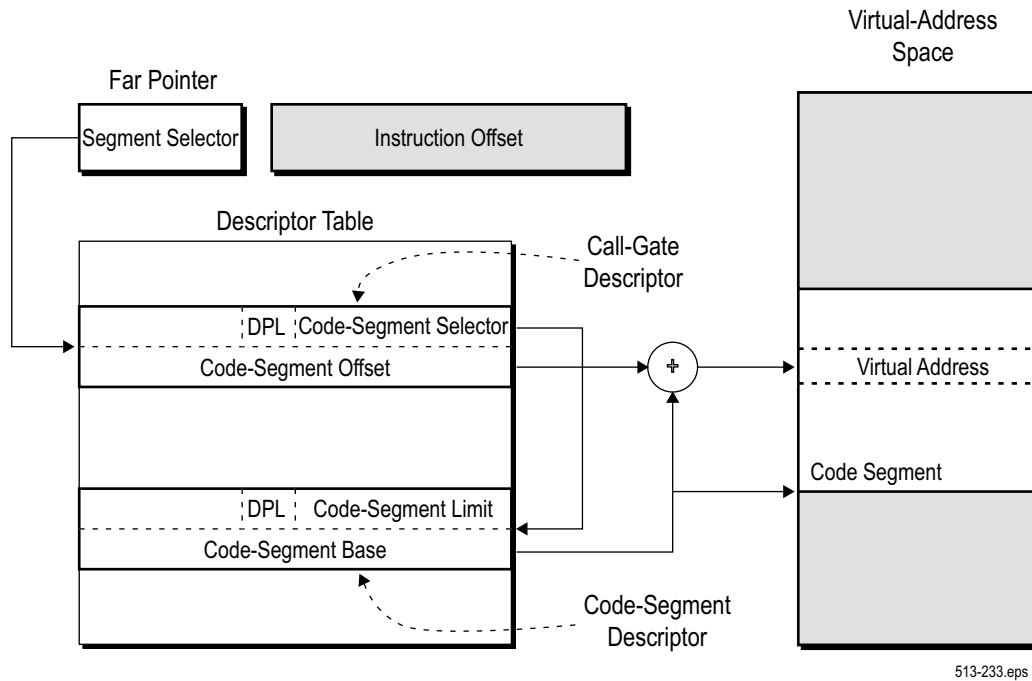 Virtual-Address
Space
Far Pointer
Segment Selector
Instruction Offset
Descriptor Table
Call-Gate
Descriptor
DPL
Code-Segment Selector
Code-Segment Offset
+
Virtual Address
Code Segment
DPL
Code-Segment Limit
Code-Segment Base
Code-Segment
Descriptor
513-233.eps